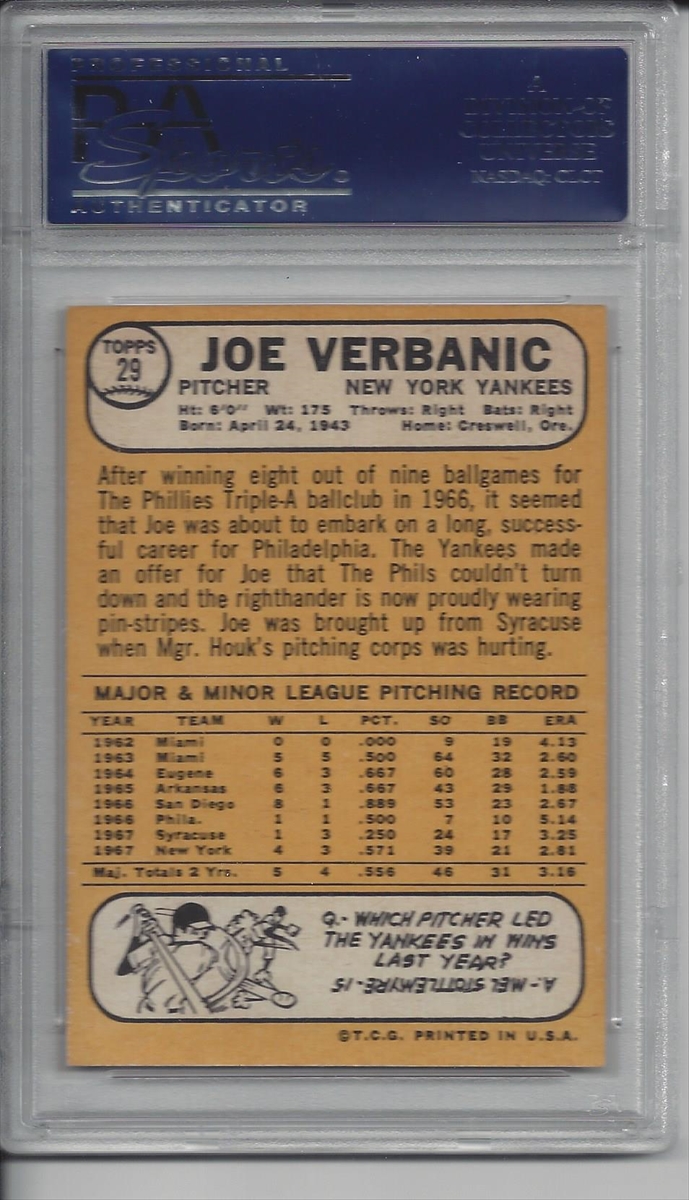 PROFESSIONAL
PSA
Sports
AUTHENTICATOR
A
DIVISION OF
COLLECTORS
UNIVERSE
NASDAQ: CLCT
TOPPS
29
JOE VERBANIC
PITCHER NEW YORK YANKEES
Ht: 6'0" Wt: 175 Throws: Right Bats: Right
Born: April 24, 1943 Home: Creswell, Ore.
After winning eight out of nine ballgames for
The Phillies Triple-A ballclub in 1966, it seemed
that Joe was about to embark on a long, success-
ful career for Philadelphia. The Yankees made
an offer for Joe that The Phils couldn't turn
down and the righthander is now proudly wearing
pin-stripes. Joe was brought up from Syracuse
when Mgr. Houk's pitching corps was hurting.
MAJOR & MINOR LEAGUE PITCHING RECORD
YEAR TEAM W L PCT. SO BB ERA
1962 Miami 0 0 .000 9 19 4.13
1963 Miami 5 5 .500 64 32 2.60
1964 Eugene 6 3 .667 60 28 2.59
1965 Arkansas 6 3 .667 43 29 1.88
1966 San Diego 8 1 .889 53 23 2.67
1966 Phila. 1 1 .500 7 10 5.14
1967 Syracuse 1 3 .250 24 17 3.25
1967 New York 4 3 .571 39 21 2.81
Maj. Totals 2 Yrs. 5 4 .556 46 31 3.16
Q.- WHICH PITCHER LED
THE YANKEES IN WINS
LAST YEAR?
A.- MEL STOTTLEMYRE-15
©T.C.G. PRINTED IN U.S.A.